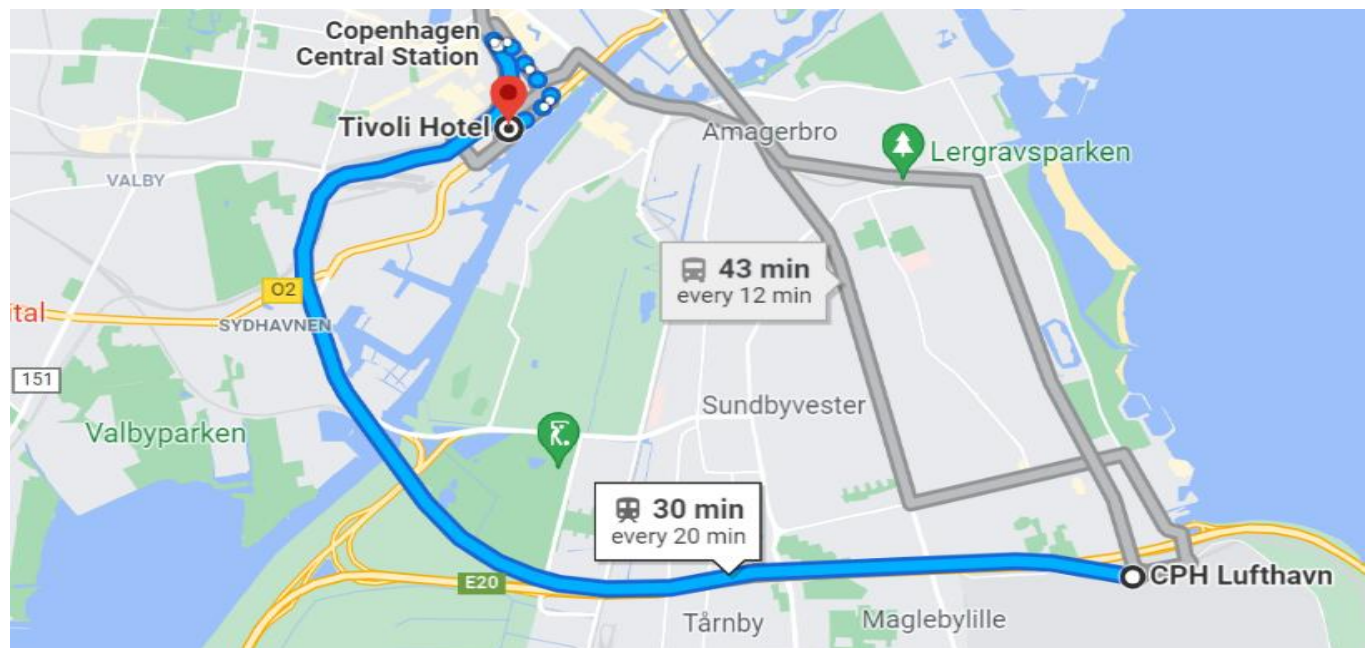 Copenhagen
Central Station
Tivoli Hotel
Amagerbro
Lergravsparken
VALBY
43 min
every 12 min
O2
SYDHAVNEN
ital
151
Sundbyvester
Valbyparken
30 min
every 20 min
E20
CPH Lufthavn
Tårnby
Maglebylille